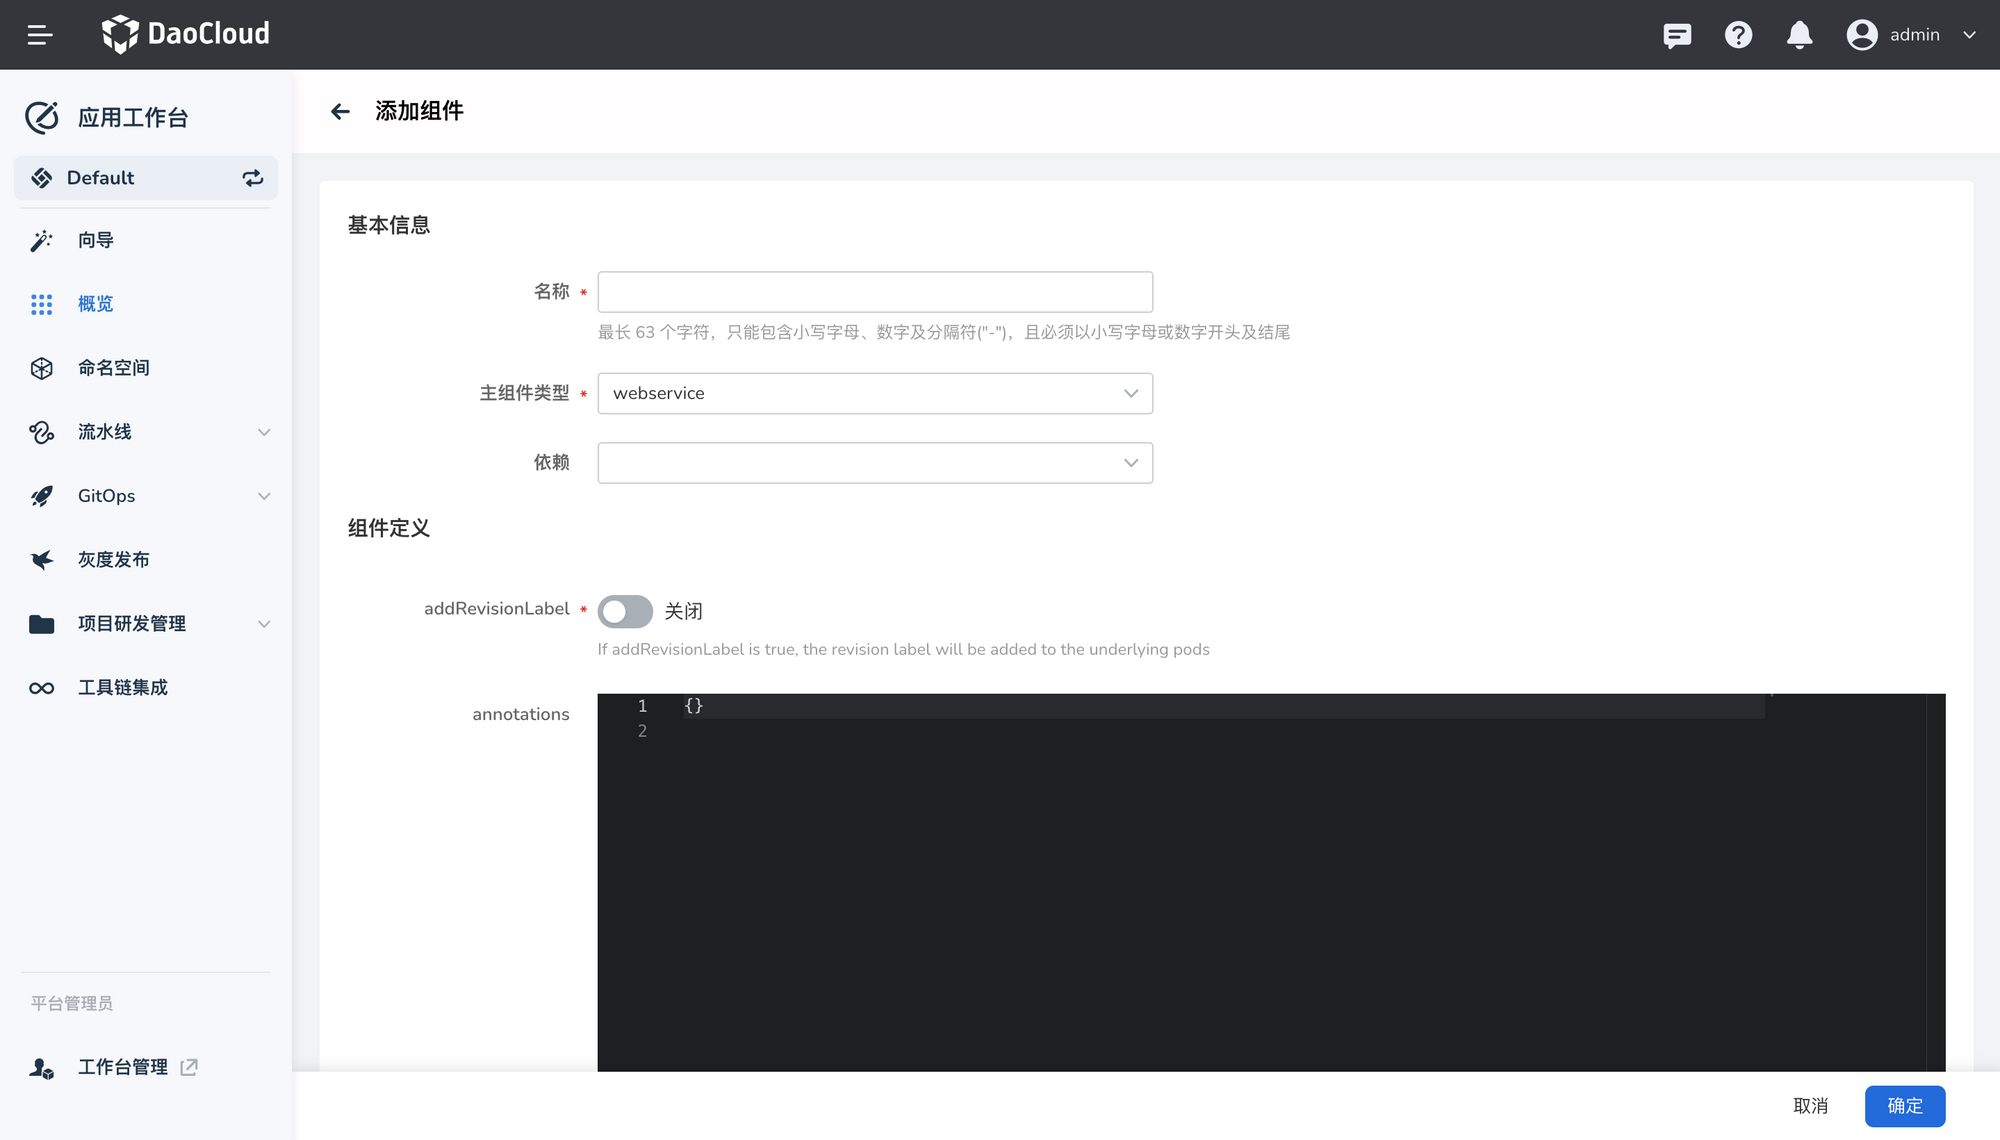 DaoCloud
admin
应用工作台
Default
向导
概览
命名空间
流水线
GitOps
灰度发布
项目研发管理
工具链集成
平台管理员
工作台管理
添加组件
基本信息
名称 *
最长 63 个字符，只能包含小写字母、数字及分隔符("-")，且必须以小写字母或数字开头及结尾
主组件类型 * webservice
依赖
组件定义
addRevisionLabel * 关闭
If addRevisionLabel is true, the revision label will be added to the underlying pods
annotations
1 {}
2
取消 确定